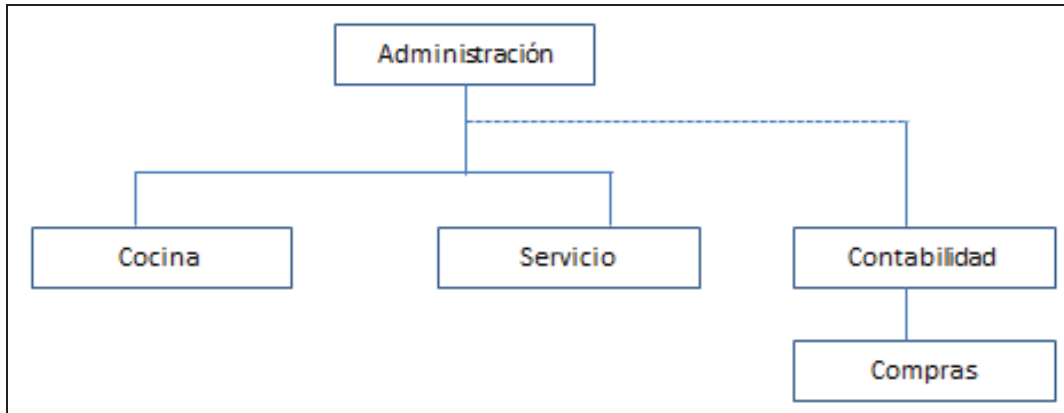 Administración
Cocina
Servicio
Contabilidad
Compras